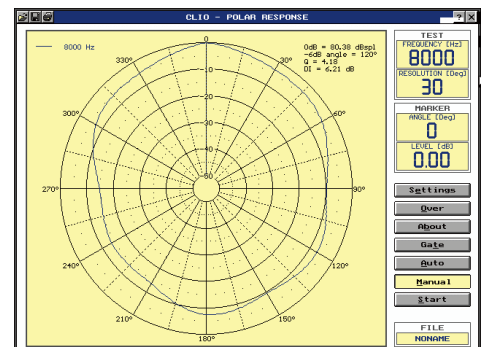 CLIO - POLAR RESPONSE
? X
8000 Hz
0dB = 80.38 dBspl
-6dB angle = 120°
Q = 4.18
DI = 6.21 dB
0
30°
60°
90°
120°
150°
180°
210°
240°
270°
300°
330°
-10
-20
-30
-40
-60
TEST
FREQUENCY (Hz)
8000
RESOLUTION [Deg]
30
MARKER
ANGLE [Deg]
0
LEVEL [dB]
0.00
Settings
Over
About
Gate
Auto
Manual
Start
FILE
NONAME